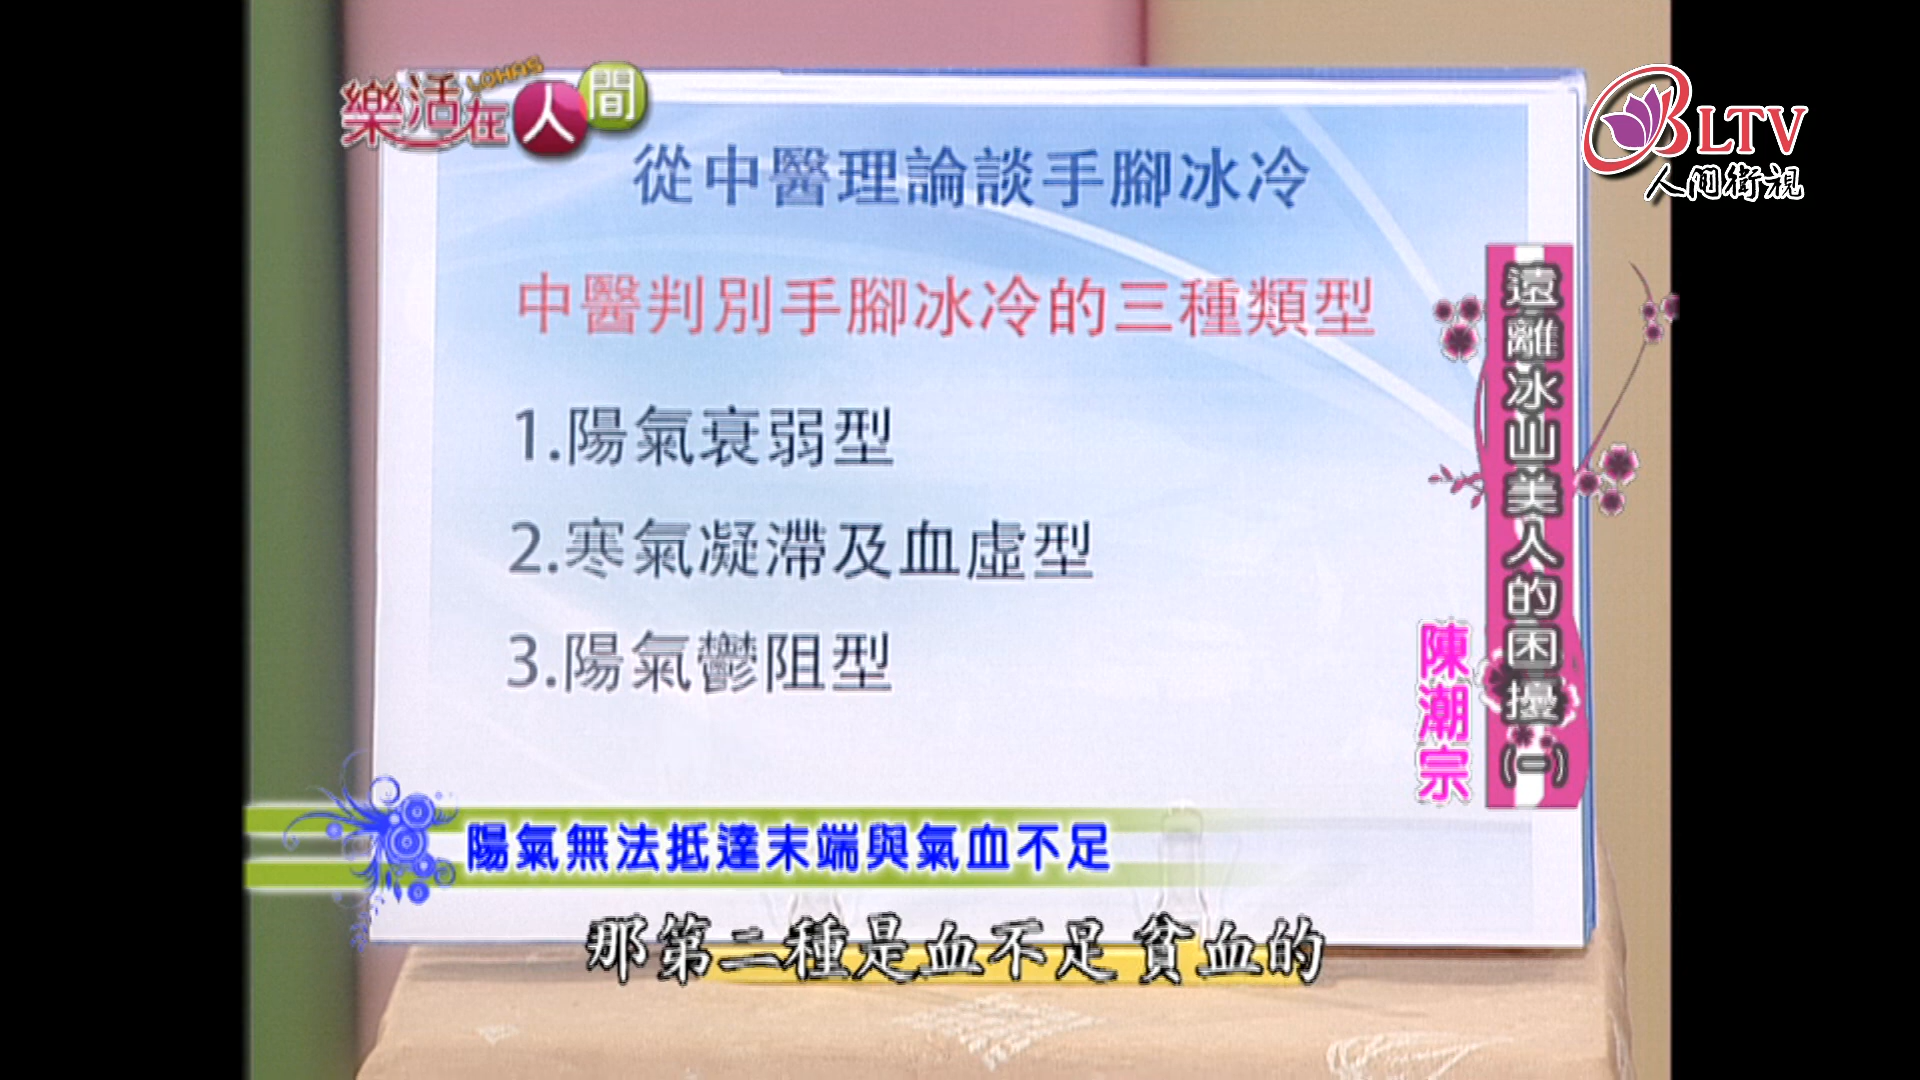 樂活在人間
LOHAS
BLTV
人間衛視
從中醫理論談手腳冰冷
中醫判別手腳冰冷的三種類型
1.陽氣衰弱型
2.寒氣凝滯及血虛型
3.陽氣鬱阻型
遠離冰山美人的困擾(一)
陳潮宗
陽氣無法抵達末端與氣血不足
那第二種是血不足貧血的